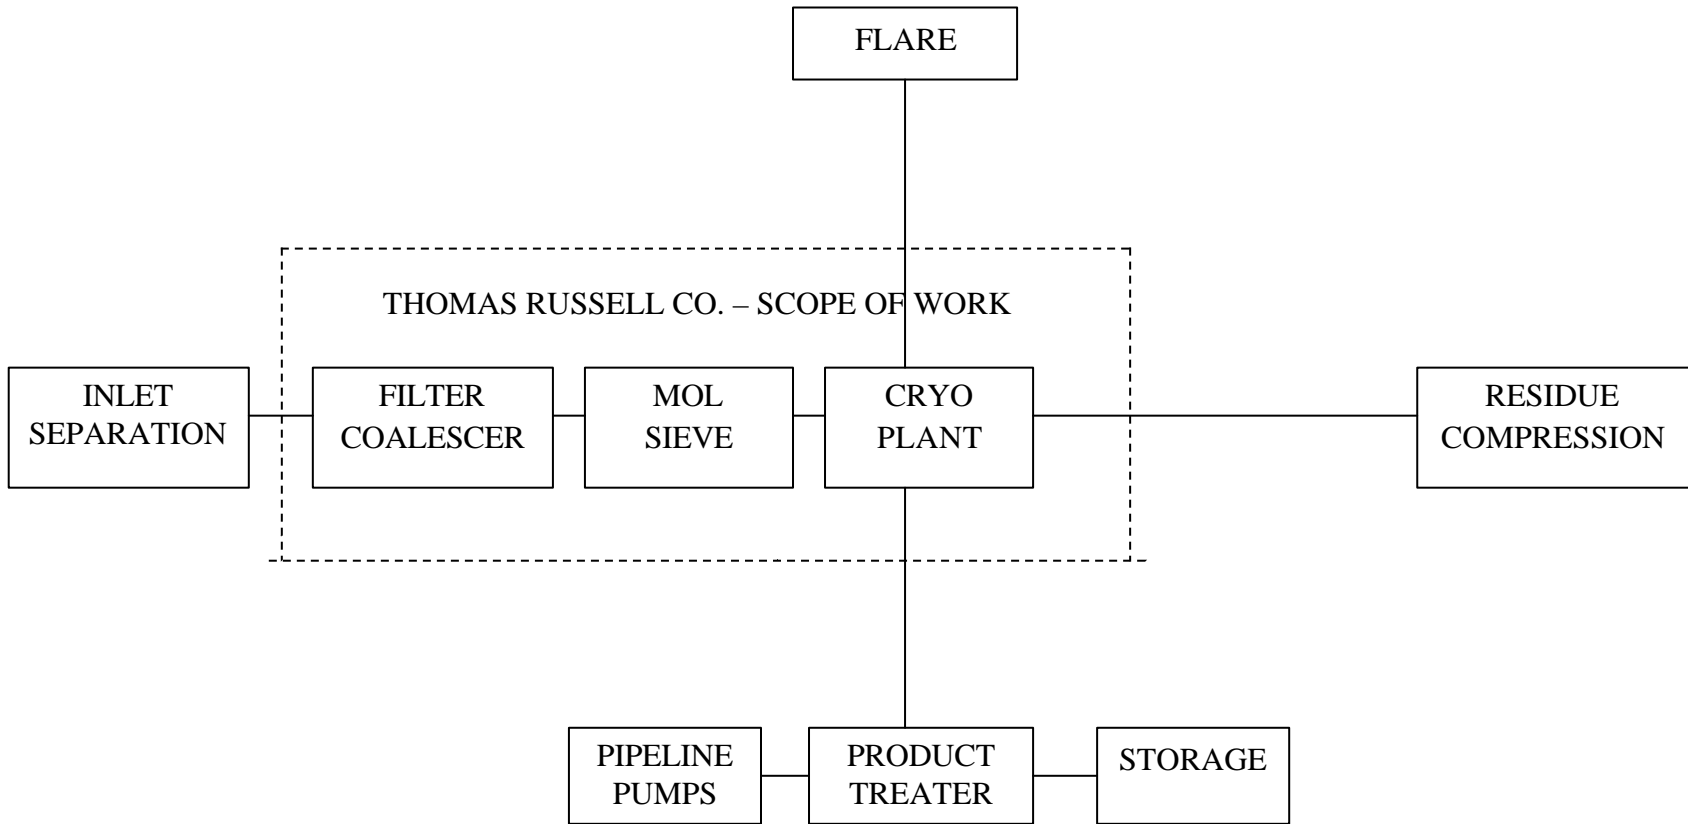 FLARE
THOMAS RUSSELL CO. – SCOPE OF WORK
INLET
SEPARATION
FILTER
COALESCER
MOL
SIEVE
CRYO
PLANT
RESIDUE
COMPRESSION
PIPELINE
PUMPS
PRODUCT
TREATER
STORAGE